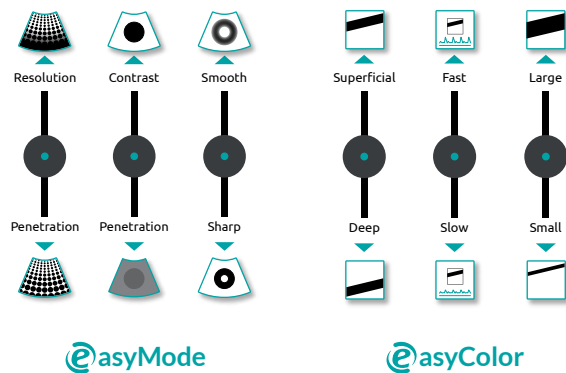 Resolution Contrast Smooth Superficial Fast Large
Penetration Penetration Sharp Deep Slow Small
easyMode easyColor